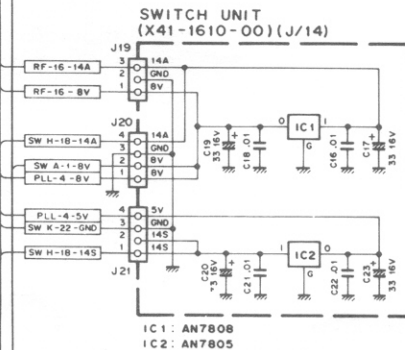 SWITCH UNIT
(X41-1610-00)(J/14)
J19
RF-16-14A 3 14A
2 GND
RF-16-8V 1 8V
O IC1 I
G
C19 33 16V +
C18 .01
C16 .01
C17 33 16V +
J20
SW H-18-14A 4 14A
3 GND
SW A-1-8V 2 8V
PLL-4-8V 1 8V
PLL-4-5V 4 5V
SW K-22-GND 3 GND
2 14S
SW H-18-14S 1 14S
J21
I IC2 O
G
C20 16V +
C21 .01
C22 .01
C23 33 16V +
IC1: AN7808
IC2: AN7805